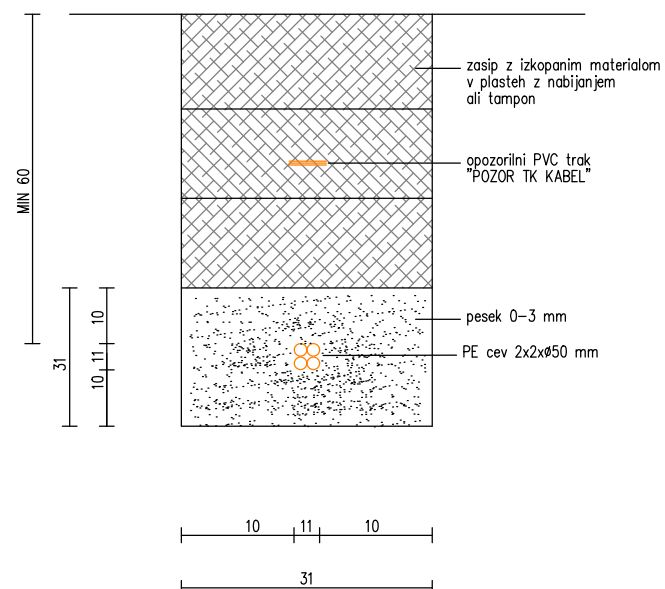 zasip z izkopanim materialom
v plasteh z nabijanjem
ali tampon
opozorilni PVC trak
"POZOR TK KABEL"
MIN 60
pesek 0-3 mm
PE cev 2x2xø50 mm
31
10
11
10
10
11
10
31